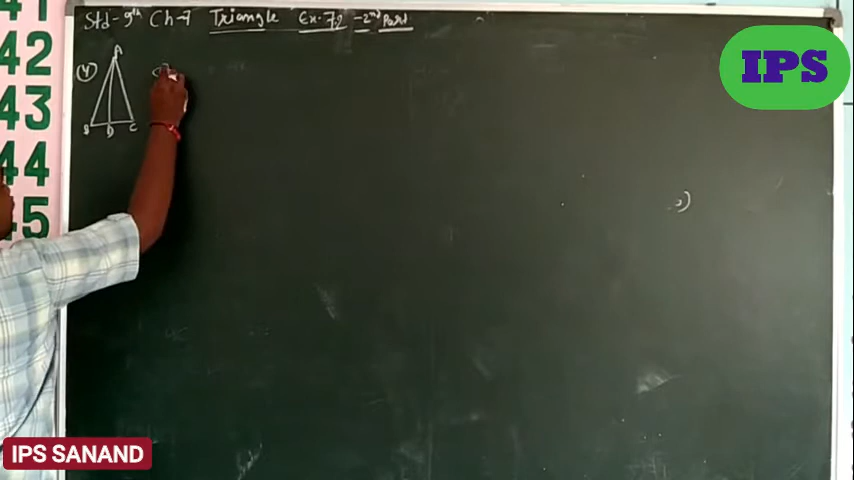 Std-9th Ch-7 Triangle Ex-7.2 - 2nd Part
IPS
41
42
43
44
45
(4)
A
B D C
IPS SANAND